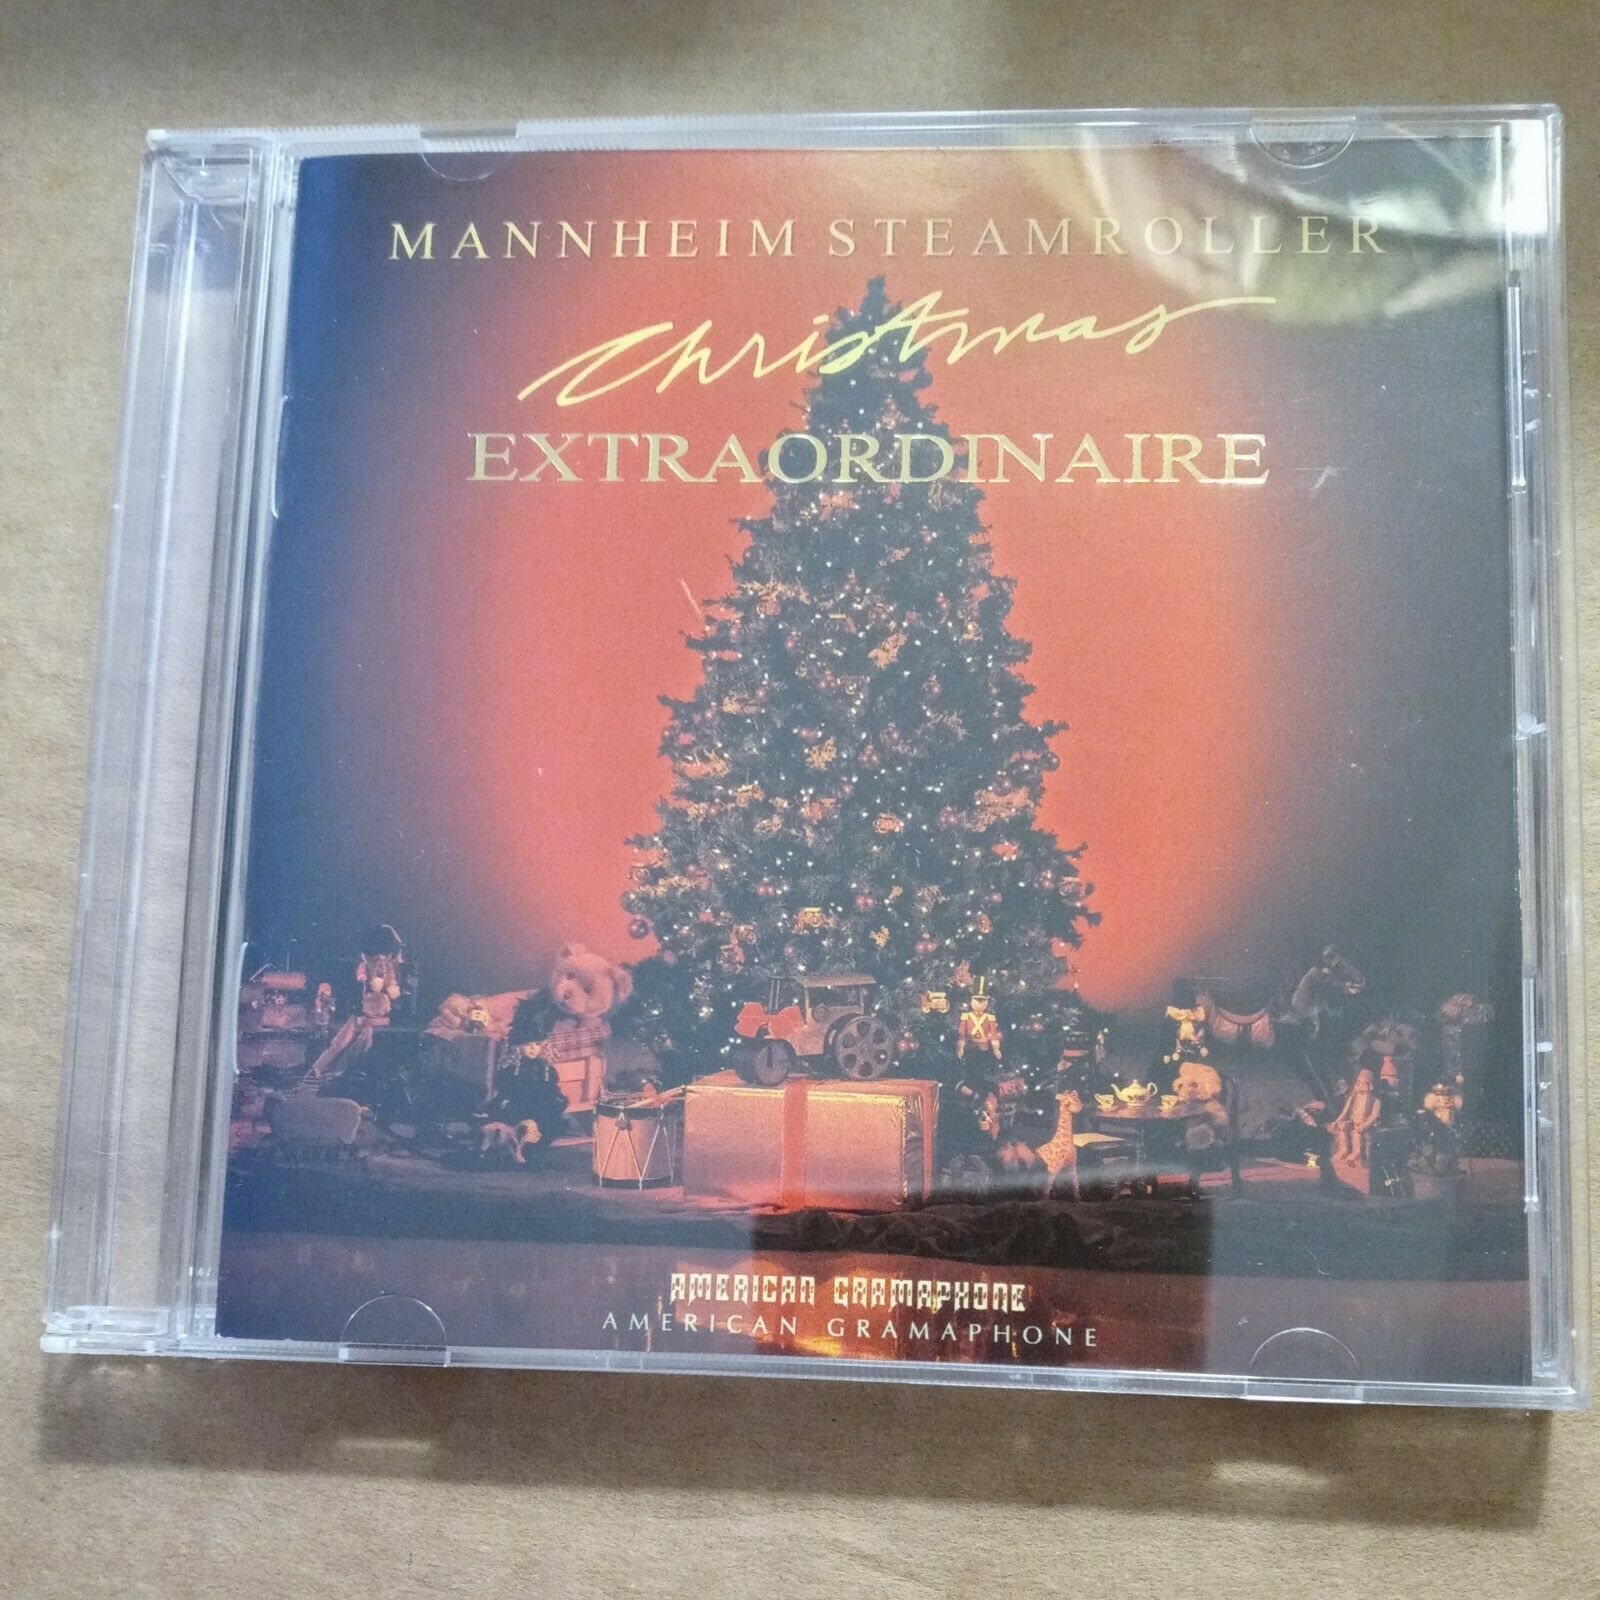 MANNHEIM STEAMROLLER
Christmas
EXTRAORDINAIRE
AMERICAN GRAMAPHONE
AMERICAN GRAMAPHONE